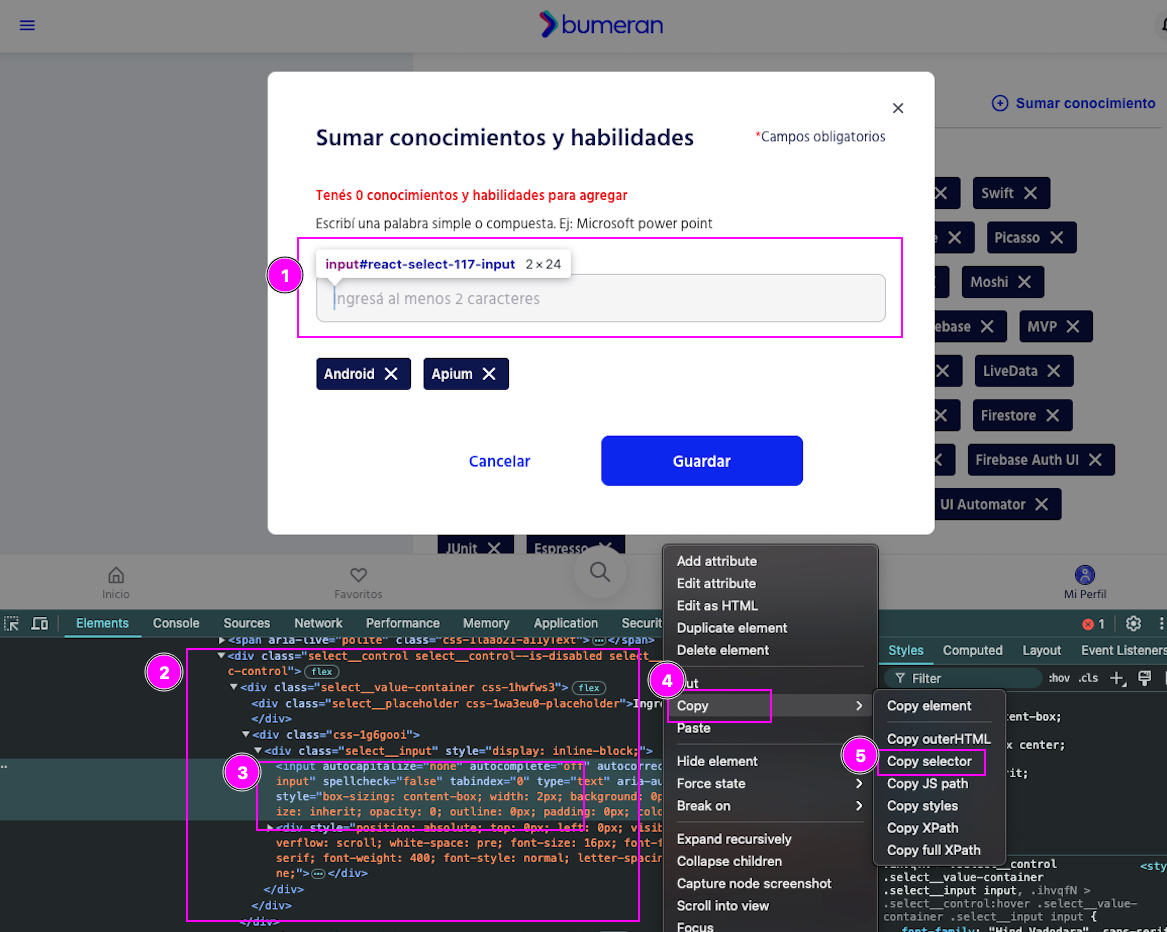 bumeran
Sumar conocimiento
Sumar conocimientos y habilidades
*Campos obligatorios
Tenés 0 conocimientos y habilidades para agregar
Escribí una palabra simple o compuesta. Ej: Microsoft power point
1
input#react-select-117-input 2 × 24
Ingresá al menos 2 caracteres
Android
Apium
Cancelar
Guardar
Swift
Picasso
Moshi
ebase
MVP
LiveData
Firestore
Firebase Auth UI
UI Automator
JUnit
Espresso
Inicio
Favoritos
Mi Perfil
Elements Console Sources Network Performance Memory Application Securit
1
<span aria-live="polite" class="css-1laao21-a11yText">…</span>
2
<div class="select__control select__control--is-disabled select__
c-control"> flex
<div class="select__value-container css-1hwfws3"> flex
<div class="select__placeholder css-1wa3eu0-placeholder">Ingre
</div>
<div class="css-1g6gooi">
<div class="select__input" style="display: inline-block;">
3
<input autocapitalize="none" autocomplete="off" autocorrec
input" spellcheck="false" tabindex="0" type="text" aria-au
style="box-sizing: content-box; width: 2px; background: 0p
ize: inherit; opacity: 0; outline: 0px; padding: 0px; colo
<div style="position: absolute; top: 0px; left: 0px; visib
verflow: scroll; white-space: pre; font-size: 16px; font-f
serif; font-weight: 400; font-style: normal; letter-spacin
ne;">…</div>
</div>
</div>
</div>
Add attribute
Edit attribute
Edit as HTML
Duplicate element
Delete element
4
ut
Copy
Paste
Hide element
Force state
Break on
Expand recursively
Collapse children
Capture node screenshot
Scroll into view
Focus
Copy element
Copy outerHTML
5
Copy selector
Copy JS path
Copy styles
Copy XPath
Copy full XPath
Styles Computed Layout Event Listeners
Filter
:hov .cls
tent-box;
x center;
rit;
_control <sty
.select__value-container
.select__input input, .ihvqfN >
.select__control:hover .select__value-
container .select__input input {
font-family: "Hind Vadodara", sans-serif